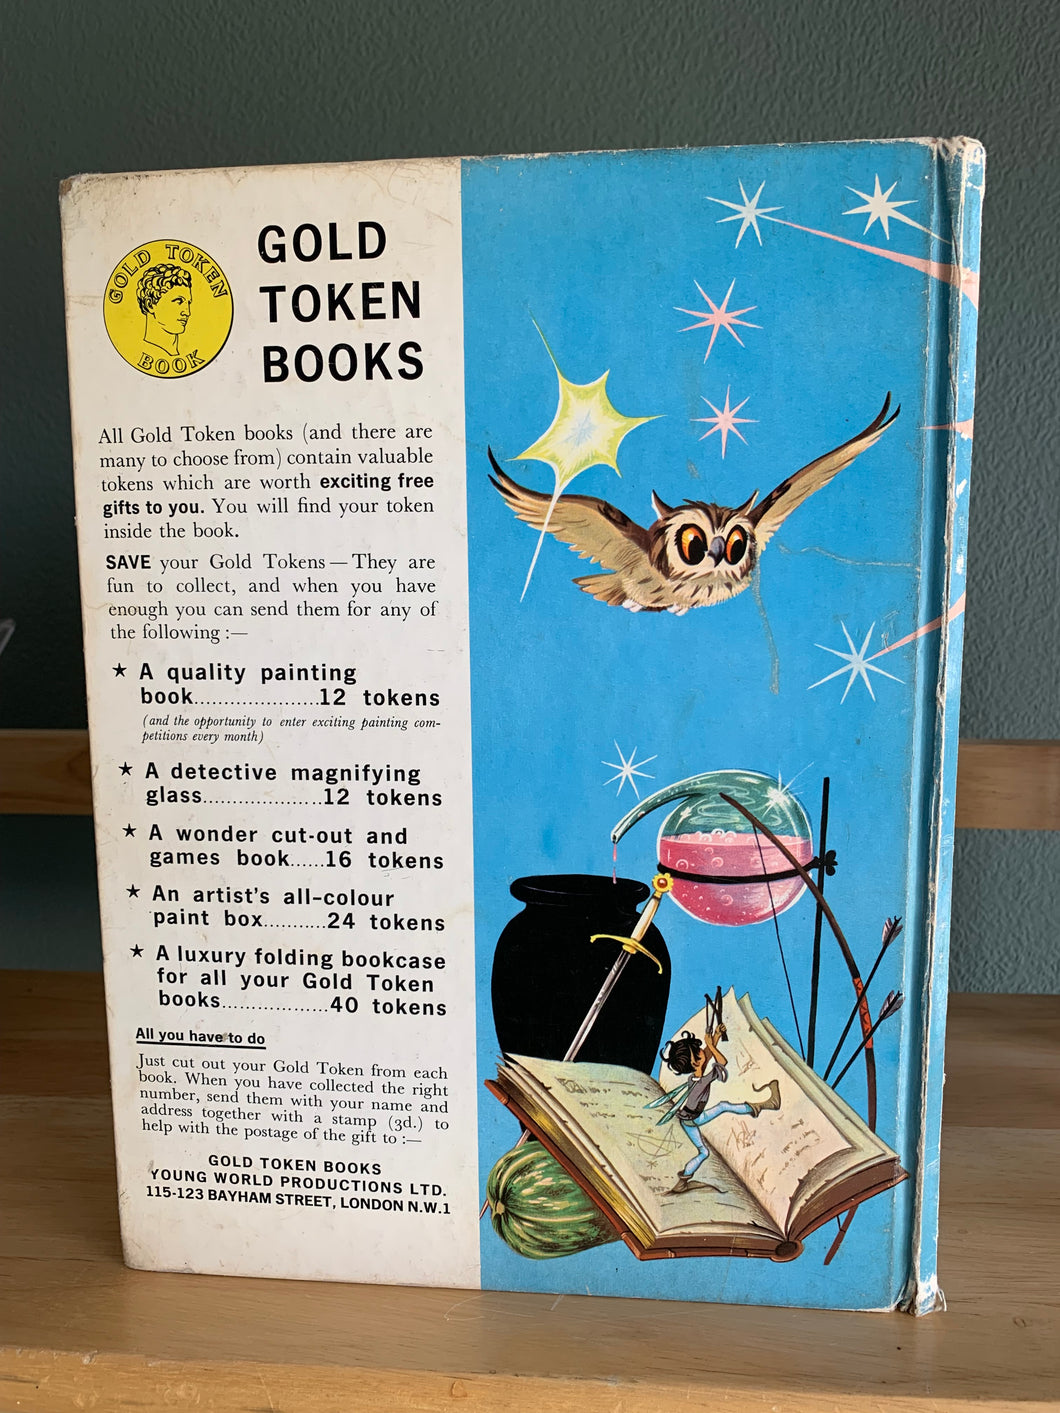 GOLD TOKEN
BOOK
GOLD
TOKEN
BOOKS
All Gold Token books (and there are
many to choose from) contain valuable
tokens which are worth exciting free
gifts to you. You will find your token
inside the book.
SAVE your Gold Tokens — They are
fun to collect, and when you have
enough you can send them for any of
the following :—
★ A quality painting
book.....................12 tokens
(and the opportunity to enter exciting painting com-
petitions every month)
★ A detective magnifying
glass....................12 tokens
★ A wonder cut-out and
games book......16 tokens
★ An artist's all-colour
paint box...........24 tokens
★ A luxury folding bookcase
for all your Gold Token
books..................40 tokens
All you have to do
Just cut out your Gold Token from each
book. When you have collected the right
number, send them with your name and
address together with a stamp (3d.) to
help with the postage of the gift to :—
GOLD TOKEN BOOKS
YOUNG WORLD PRODUCTIONS LTD.
115-123 BAYHAM STREET, LONDON N.W.1